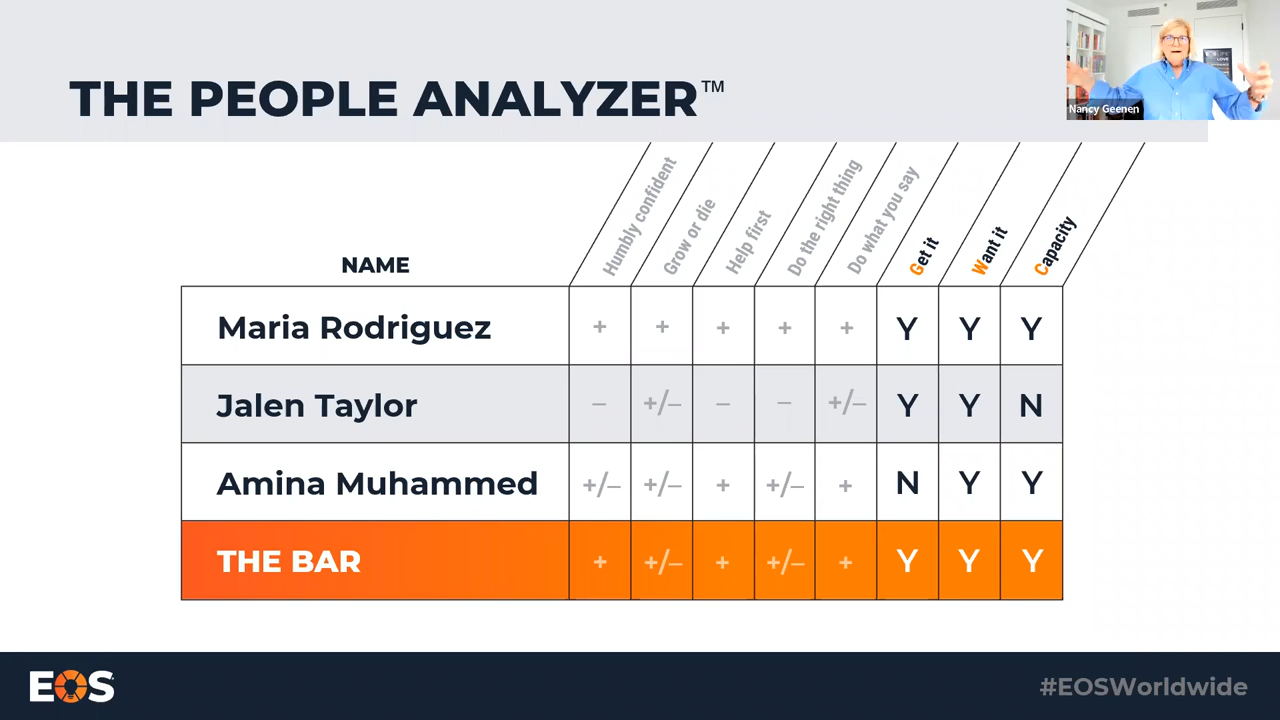 THE PEOPLE ANALYZER™
Nancy Geenen
NAME
Humbly confident
Grow or die
Help first
Do the right thing
Do what you say
Get it
Want it
Capacity
Maria Rodriguez + + + + + Y Y Y
Jalen Taylor – +/– – – +/– Y Y N
Amina Muhammed +/– +/– + +/– + N Y Y
THE BAR + +/– + +/– + Y Y Y
EOS
#EOSWorldwide